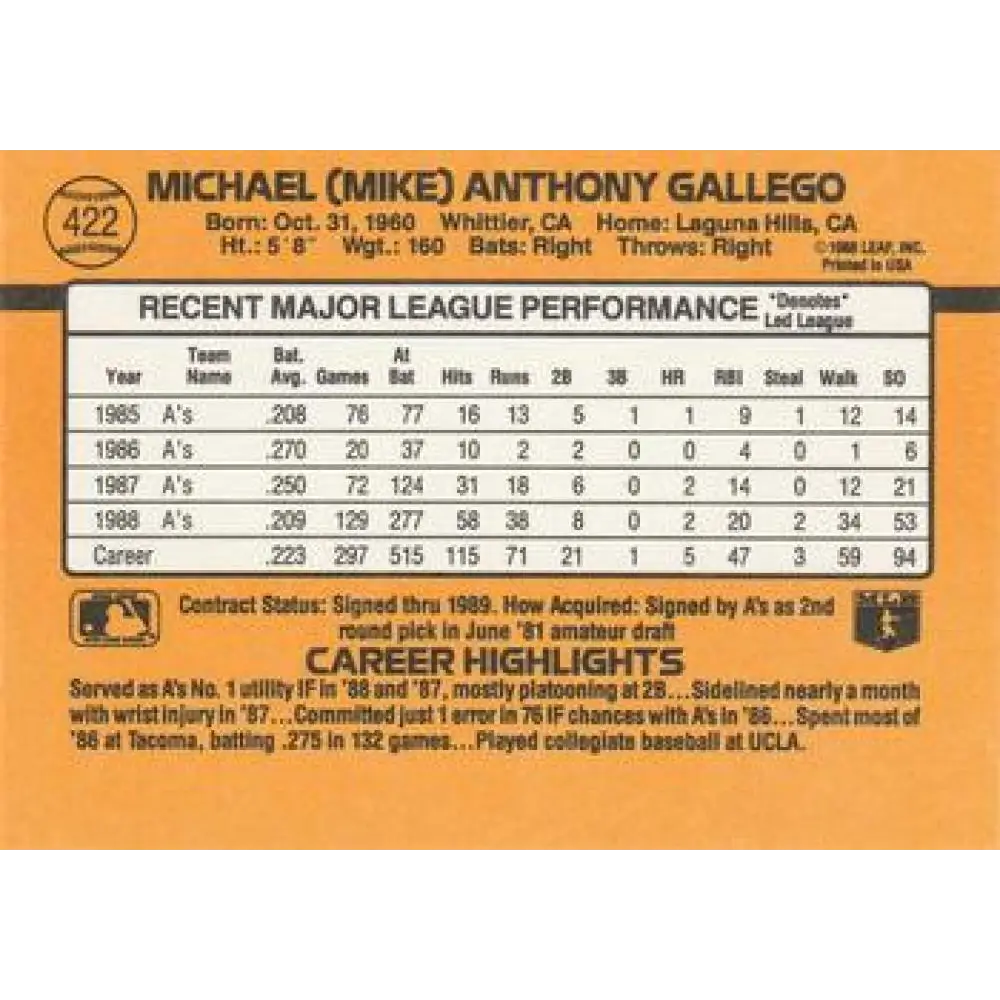 422
MICHAEL (MIKE) ANTHONY GALLEGO
Born: Oct. 31, 1960 Whittier, CA Home: Laguna Hills, CA
Ht.: 5'8" Wgt.: 160 Bats: Right Throws: Right
© 1988 LEAF, INC.
Printed in USA
RECENT MAJOR LEAGUE PERFORMANCE
"Denotes"
Led League
Year Team Name Bat. Avg. Games At Bat Hits Runs 2B 3B HR RBI Steal Walk SO
1985 A's .208 76 77 16 13 5 1 1 9 1 12 14
1986 A's .270 20 37 10 2 2 0 0 4 0 1 6
1987 A's .250 72 124 31 18 6 0 2 14 0 12 21
1988 A's .209 129 277 58 38 8 0 2 20 2 34 53
Career .223 297 515 115 71 21 1 5 47 3 59 94
Contract Status: Signed thru 1989. How Acquired: Signed by A's as 2nd
round pick in June '81 amateur draft
CAREER HIGHLIGHTS
Served as A's No. 1 utility IF in '88 and '87, mostly platooning at 2B...Sidelined nearly a month
with wrist injury in '87...Committed just 1 error in 76 IF chances with A's in '86...Spent most of
'86 at Tacoma, batting .275 in 132 games...Played collegiate baseball at UCLA.